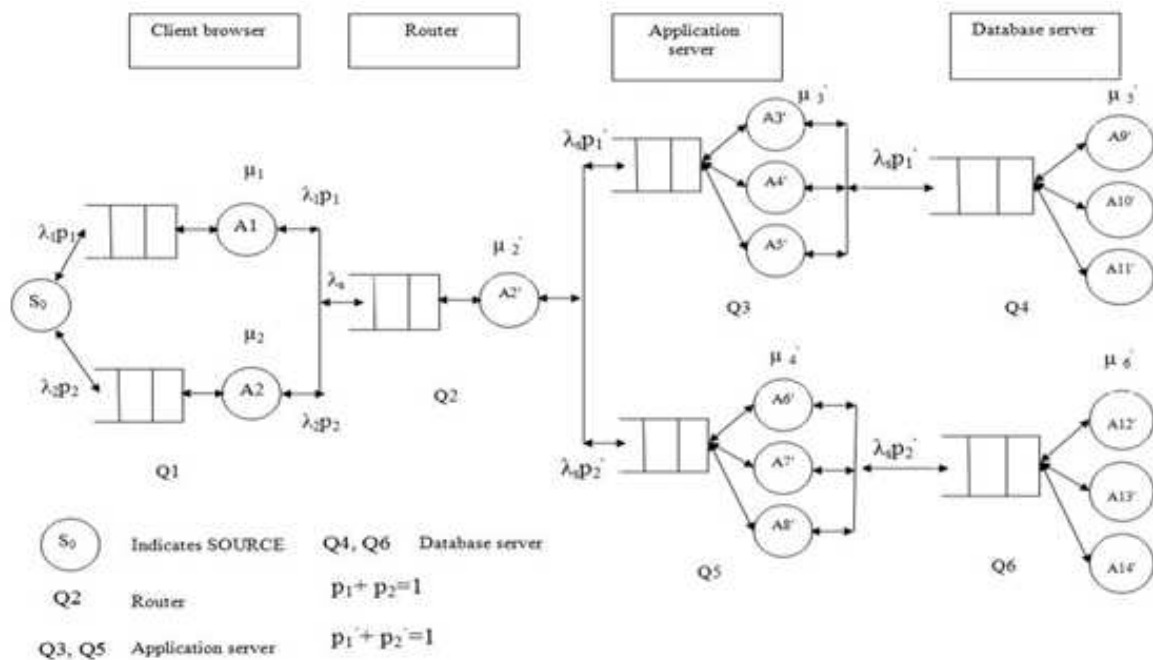 Client browser
Router
Application server
Database server
μ₁
λ₁p₁
λ₁p₁
A1
S₀
λ₂p₂
μ₂
A2
λ₂p₂
Q1
λₛ
μ₂'
A2'
Q2
λₛp₁'
μ₃'
A3'
A4'
A5'
Q3
λₛp₁'
μ₅'
A9'
A10'
A11'
Q4
λₛp₂'
μ₄'
A6'
A7'
A8'
Q5
λₛp₂'
μ₆'
A12'
A13'
A14'
Q6
S₀ Indicates SOURCE
Q4, Q6 Database server
Q2 Router
p₁+ p₂=1
Q3, Q5 Application server
p₁'+ p₂'=1